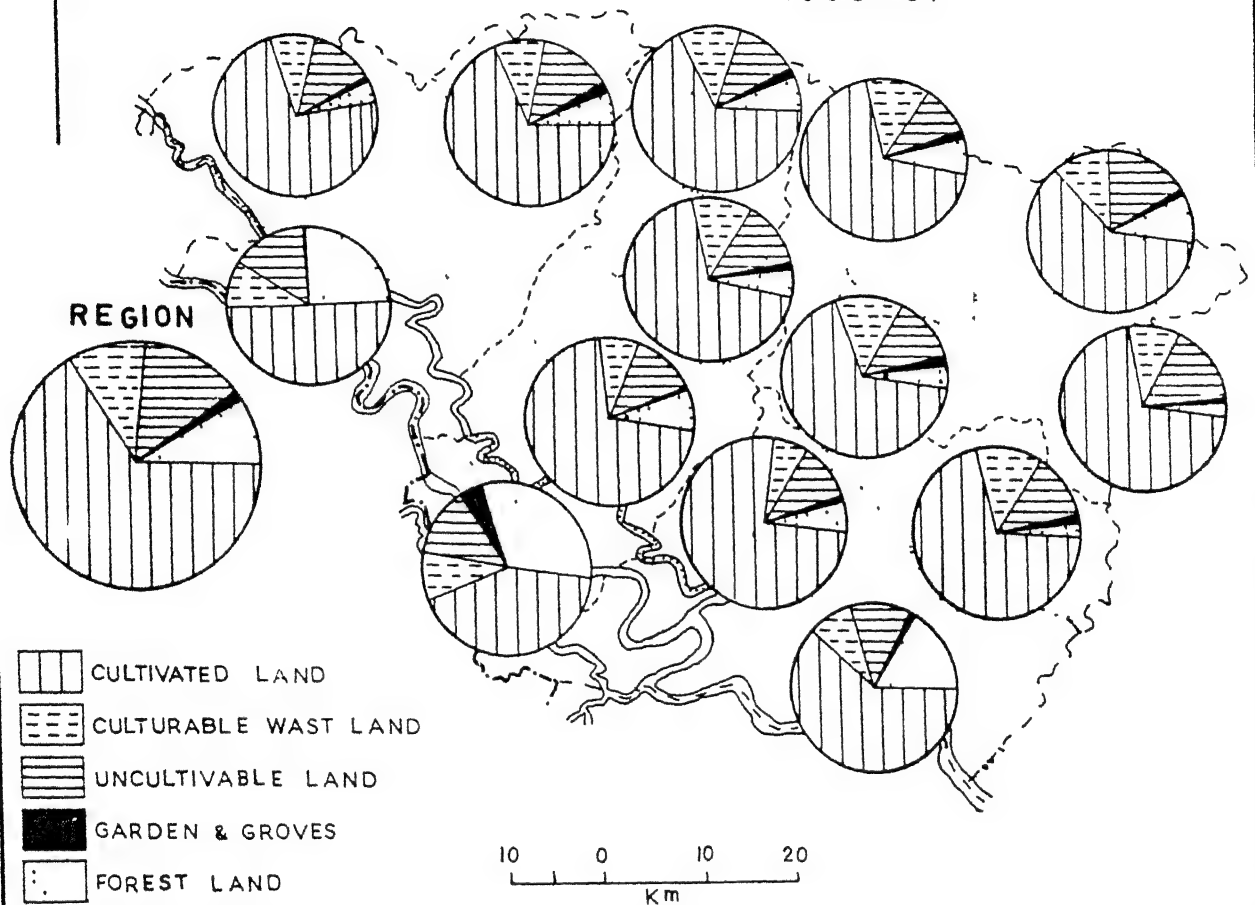 REGION
CULTIVATED LAND
CULTURABLE WAST LAND
UNCULTIVABLE LAND
GARDEN & GROVES
FOREST LAND
10 0 10 20
Km